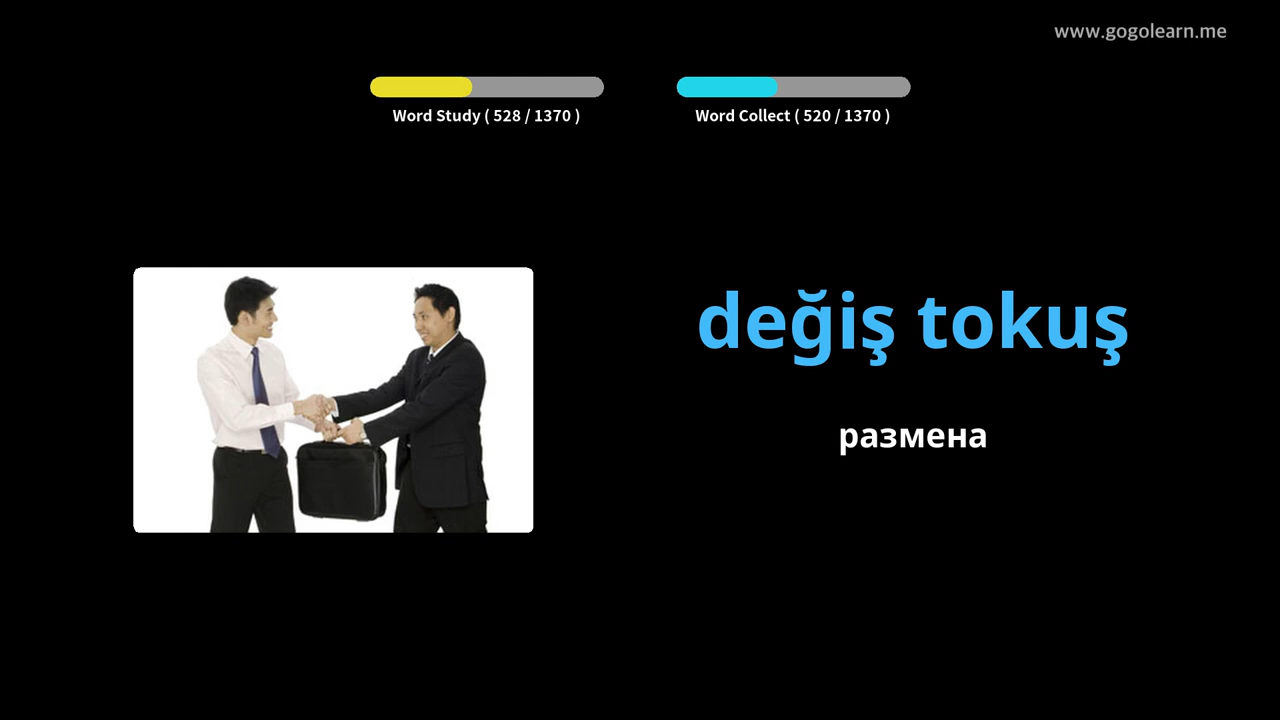 www.gogolearn.me
Word Study ( 528 / 1370 )
Word Collect ( 520 / 1370 )
değiş tokuş
размена